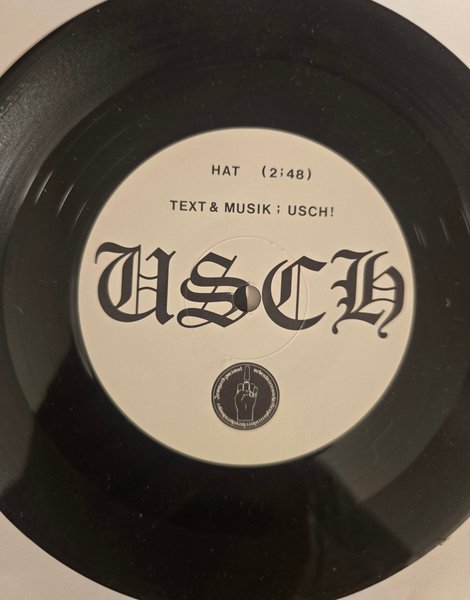 HAT (2;48)
TEXT & MUSIK ; USCH!
USCH